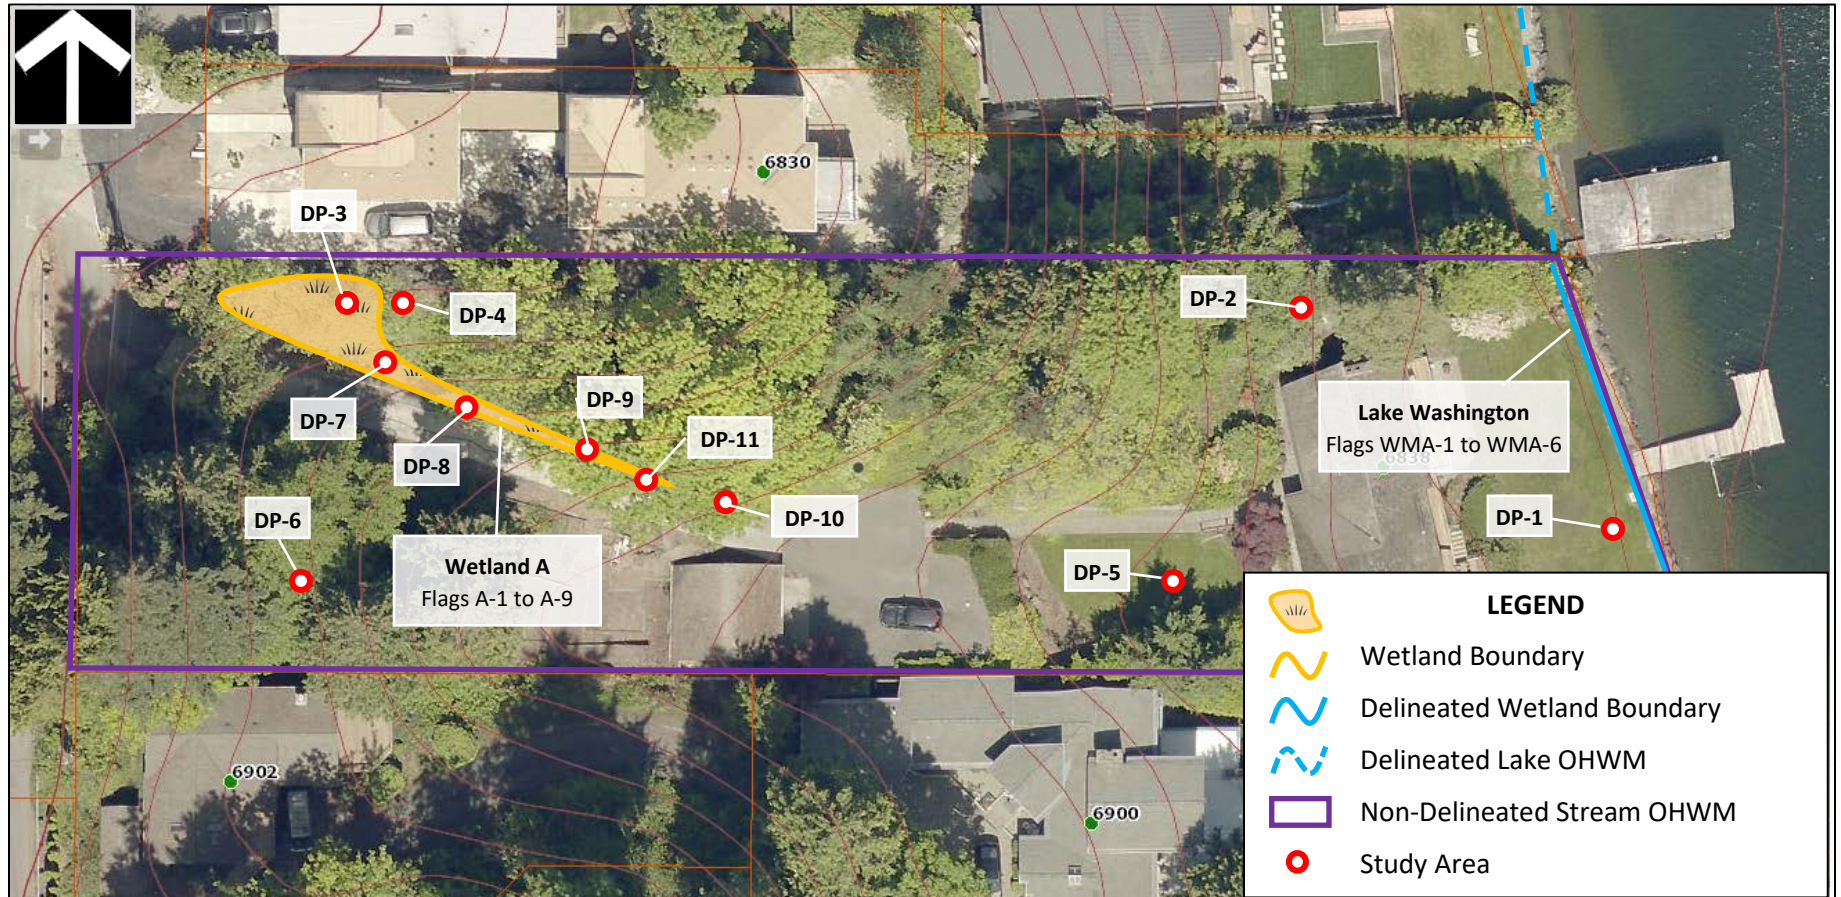 6830
DP-3
DP-4
DP-2
DP-7
DP-9
DP-8
DP-11
DP-10
DP-6
DP-5
DP-1
Wetland A
Flags A-1 to A-9
Lake Washington
Flags WMA-1 to WMA-6
6838
6902
6900
LEGEND
Wetland Boundary
Delineated Wetland Boundary
Delineated Lake OHWM
Non-Delineated Stream OHWM
Study Area